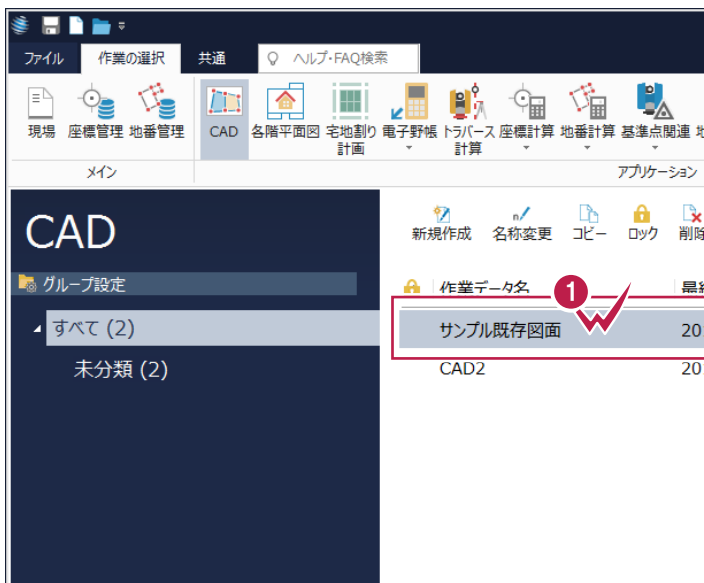 ファイル 作業の選択 共通 ヘルプ・FAQ検索
現場 座標管理 地番管理 CAD 各階平面図 宅地割り 電子野帳 トラバース 座標計算 地番計算 基準点関連
計画 計算
メイン アプリケーション
CAD
新規作成 名称変更 コピー ロック 削除
グループ設定
作業データ名 最終
1
すべて (2)
サンプル既存図面 20
未分類 (2)
CAD2 20